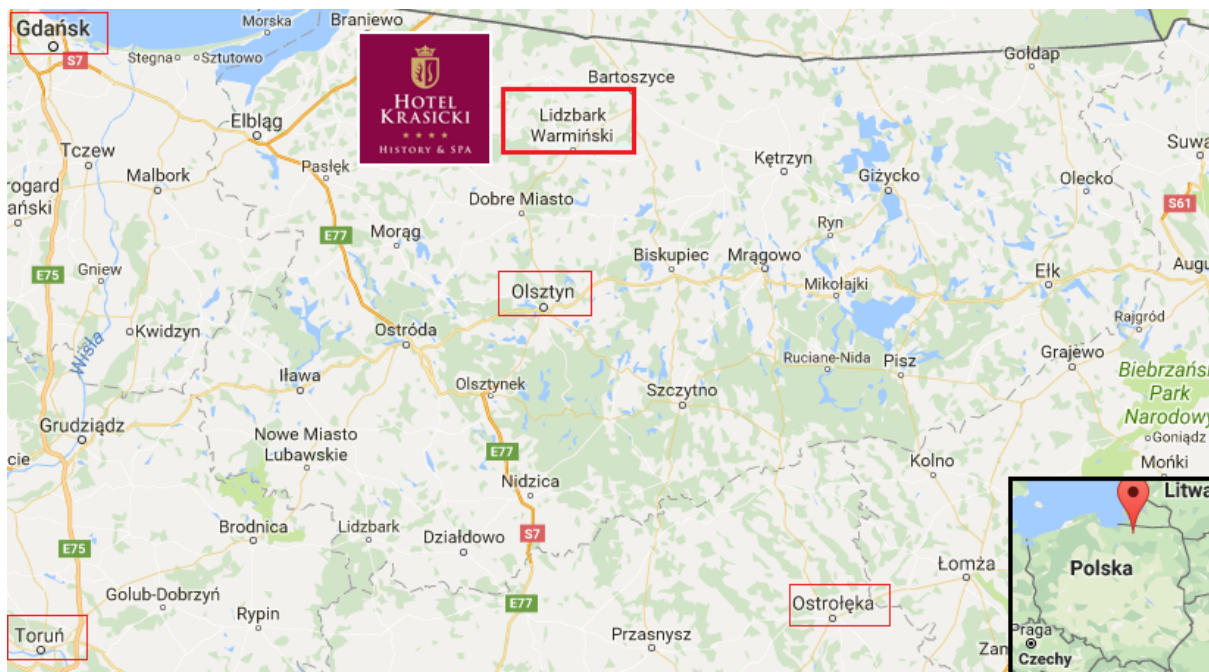 Gdańsk
S7
Morska
Braniewo
Stegna
Sztutowo
Gołdap
HOTEL
KRASICKI
HISTORY & SPA
Bartoszyce
Lidzbark
Warmiński
Elbląg
Tczew
Malbork
Pasłęk
Kętrzyn
Giżycko
Olecko
Suwa
S61
rogard
ański
Dobre Miasto
Morąg
E77
Ryn
Biskupiec
Mrągowo
E75
Gniew
Olsztyn
Mikołajki
Ełk
Augu
Kwidzyn
Wisła
Ostróda
Rajgród
Iława
Olsztynek
Szczytno
Ruciane-Nida
Pisz
Grajewo
Biebrzańsk
Park
Narodowy
Grudziądz
cie
Nowe Miasto
Lubawskie
E77
Goniądz
Kolno
Mońki
Nidzica
Litwa
Brodnica
Lidzbark
Działdowo
S7
E75
Łomża
Polska
Golub-Dobrzyń
Rypin
E77
Ostrołęka
Toruń
Przasnysz
Zam
Praga
Czechy